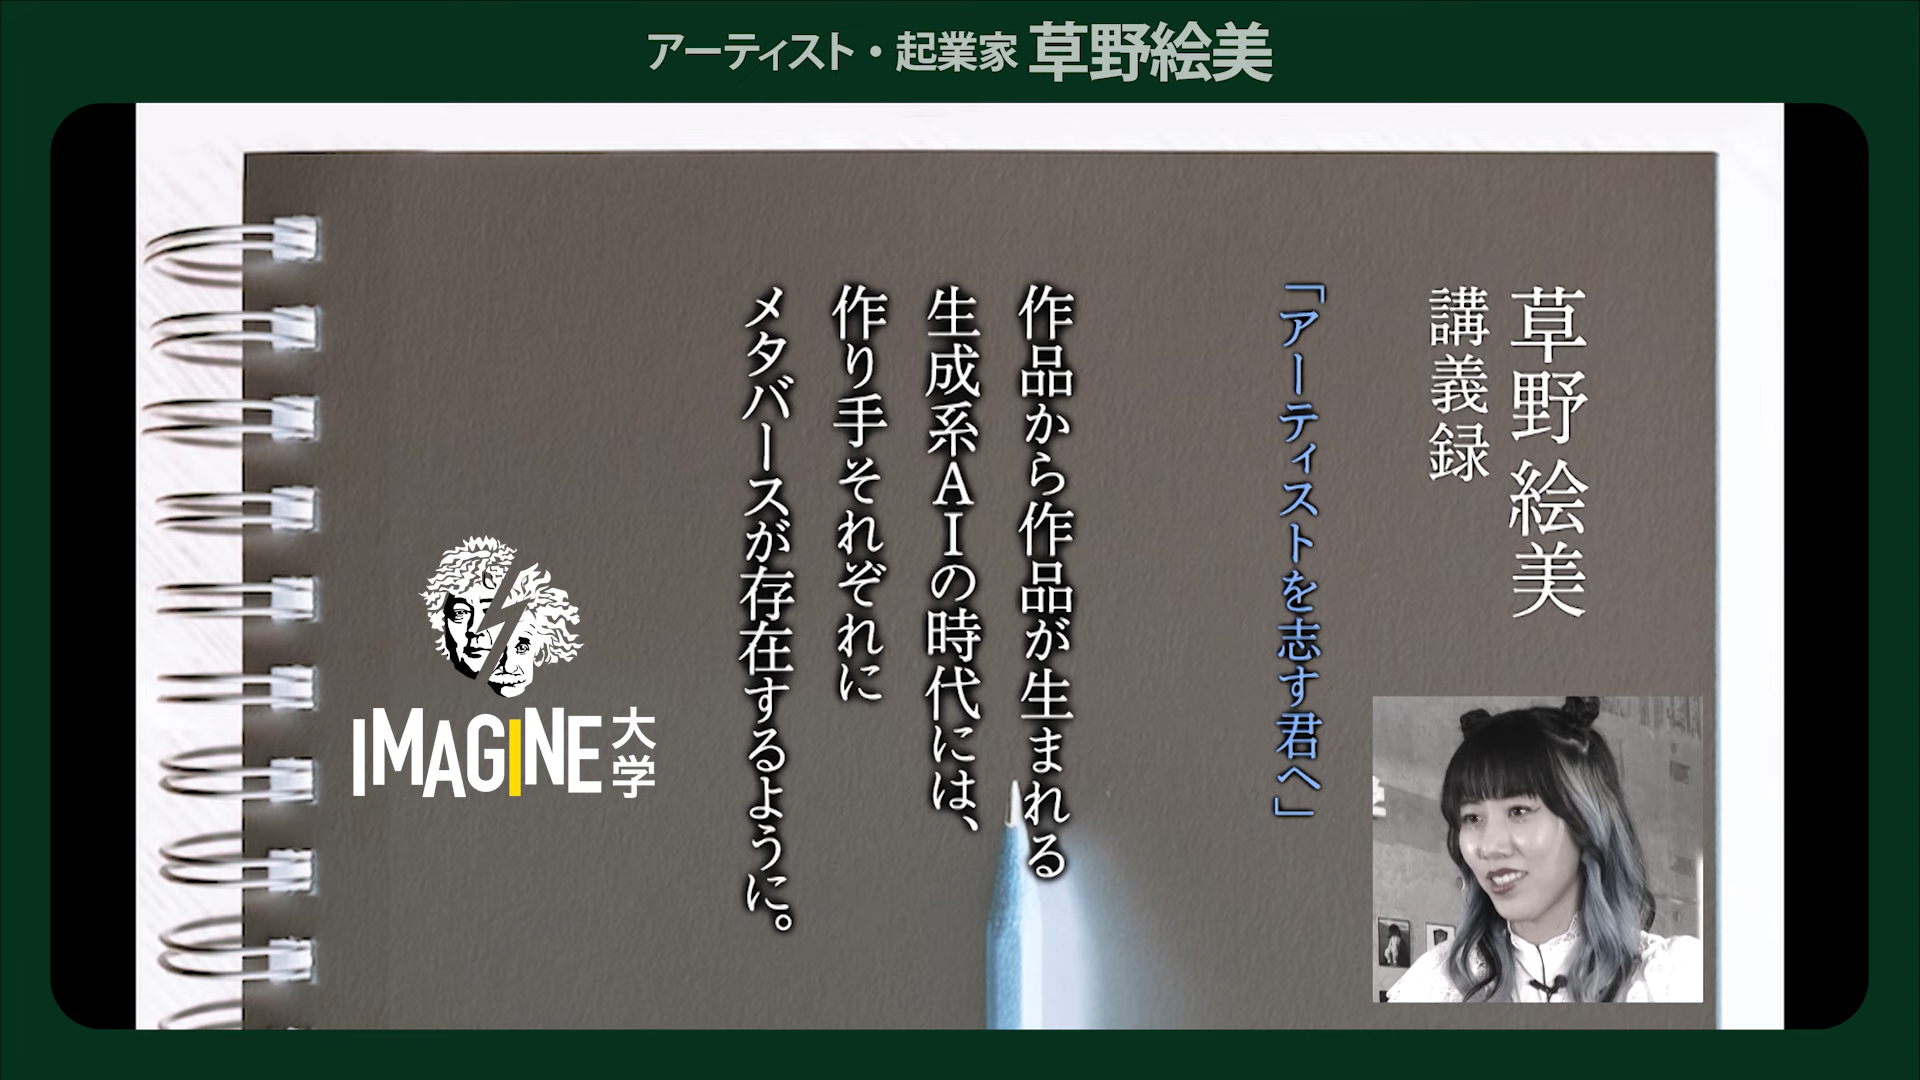 アーティスト・起業家 草野絵美
草野 絵美
講義録
「アーティストを志す君へ」
作品から作品が生まれる
生成系AIの時代には、
作り手それぞれに
メタバースが存在するように。
IMAGINE大学